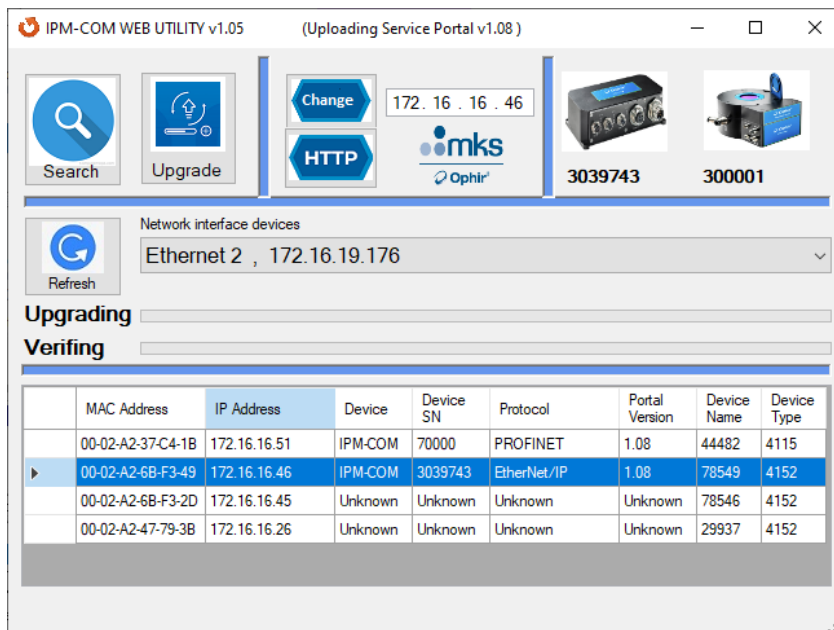 IPM-COM WEB UTILITY v1.05 (Uploading Service Portal v1.08 )
Search
Upgrade
Change
172. 16 . 16 . 46
HTTP
mks
Ophir
3039743
300001
Refresh
Network interface devices
Ethernet 2 , 172.16.19.176
Upgrading
Verifing
MAC Address IP Address Device Device SN Protocol Portal Version Device Name Device Type
00-02-A2-37-C4-1B 172.16.16.51 IPM-COM 70000 PROFINET 1.08 44482 4115
00-02-A2-6B-F3-49 172.16.16.46 IPM-COM 3039743 EtherNet/IP 1.08 78549 4152
00-02-A2-6B-F3-2D 172.16.16.45 Unknown Unknown Unknown Unknown 78546 4152
00-02-A2-47-79-3B 172.16.16.26 Unknown Unknown Unknown Unknown 29937 4152